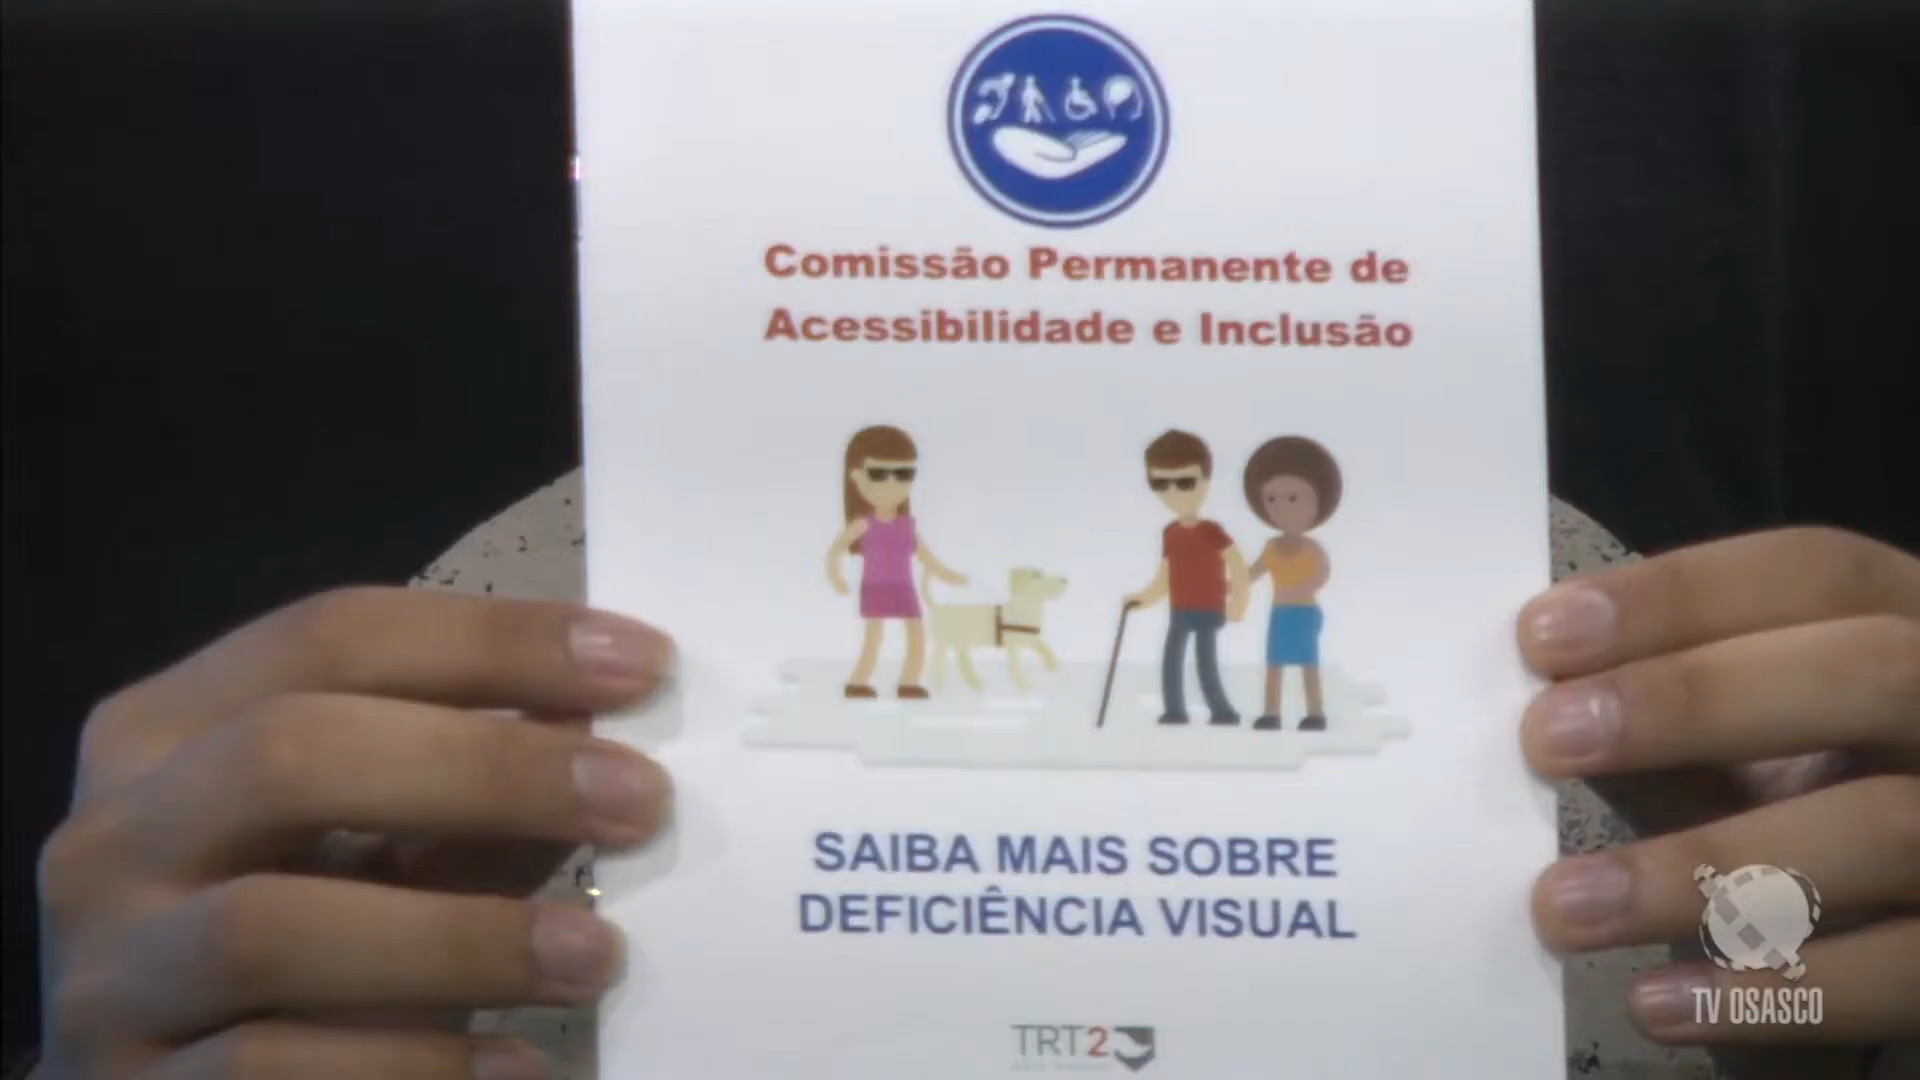 Comissão Permanente de
Acessibilidade e Inclusão
SAIBA MAIS SOBRE
DEFICIÊNCIA VISUAL
TRT2
TV OSASCO